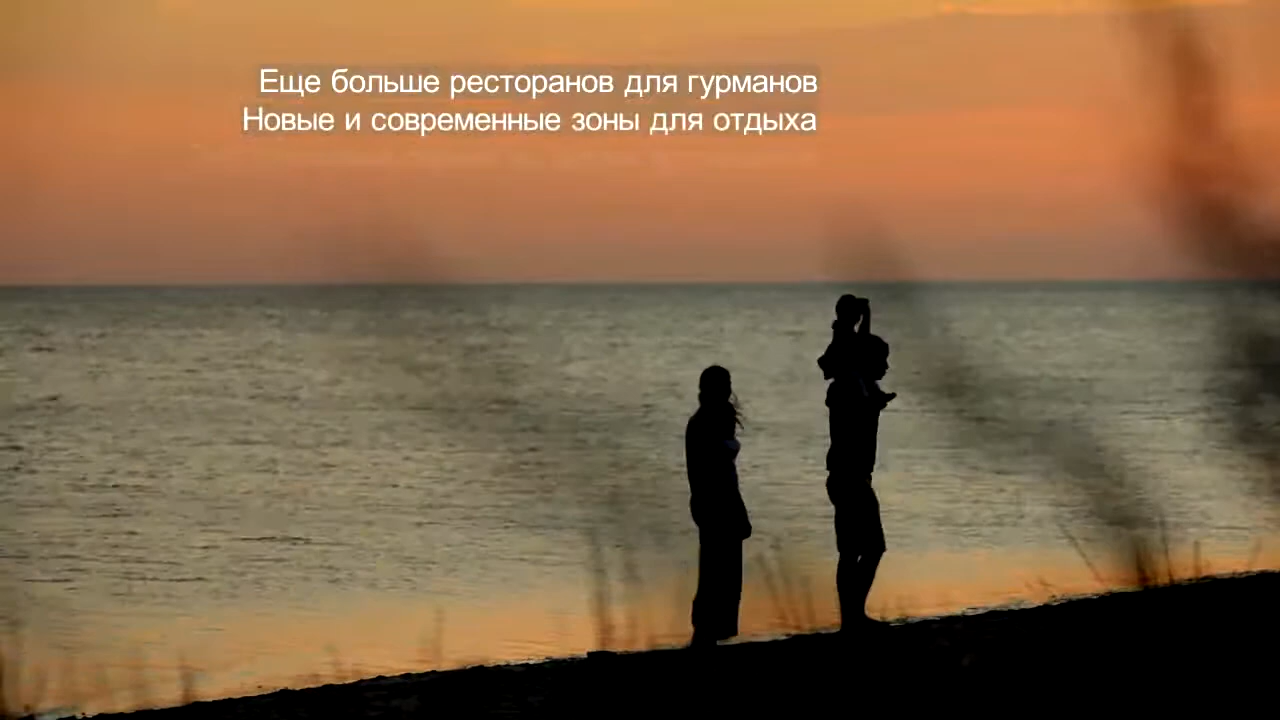 Еще больше ресторанов для гурманов
Новые и современные зоны для отдыха